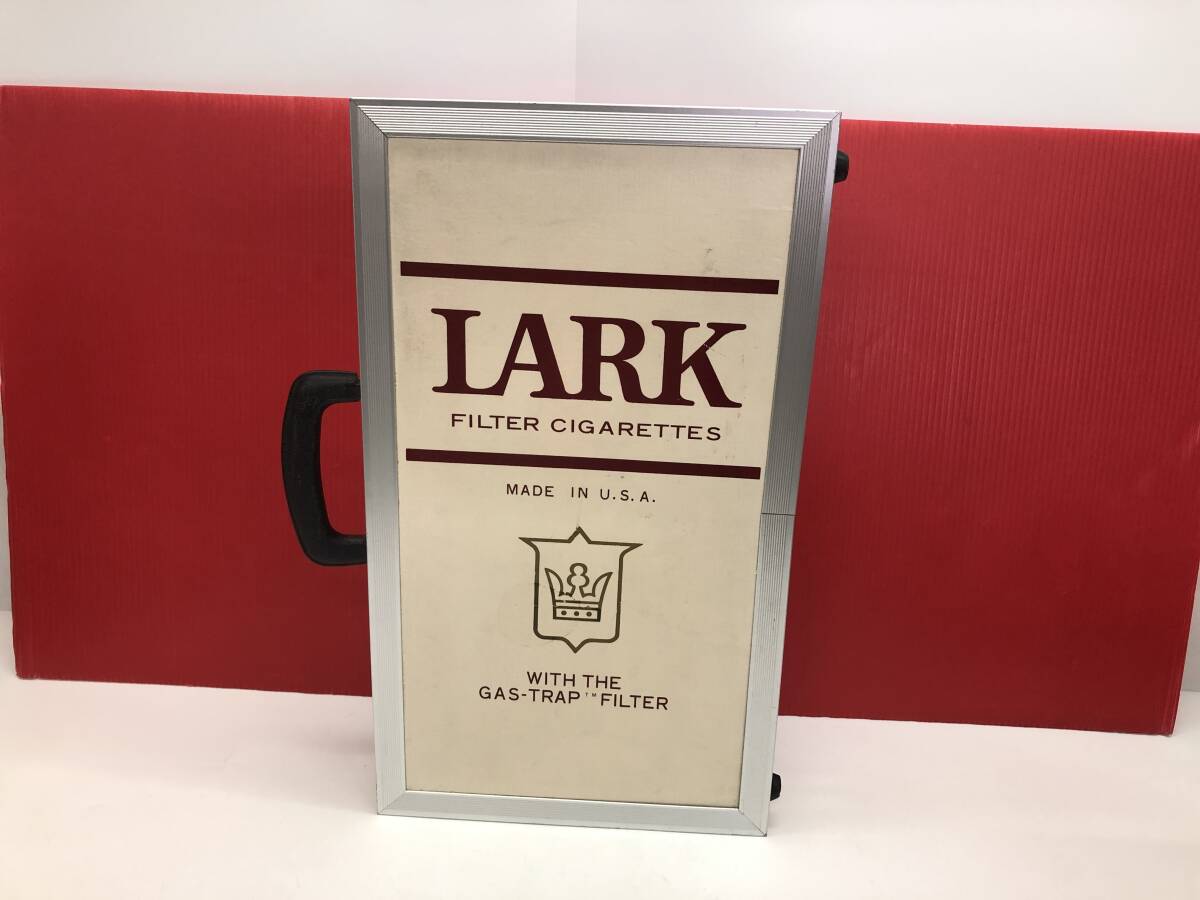 LARK
FILTER CIGARETTES
MADE IN U.S.A.
WITH THE
GAS-TRAP™ FILTER